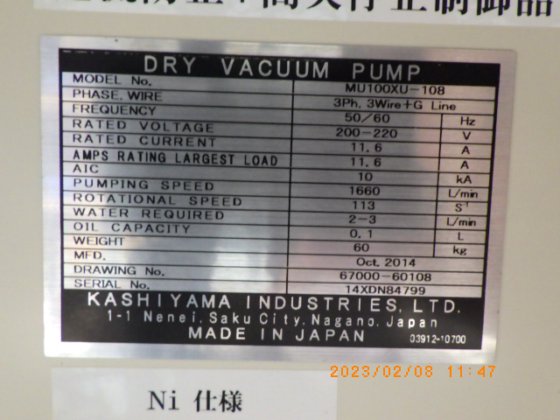 DRY VACUUM PUMP
MODEL No. MU100XU-108
PHASE, WIRE 3Ph, 3Wire+G Line
FREQUENCY 50/60 Hz
RATED VOLTAGE 200-220 V
RATED CURRENT 11.6 A
AMPS RATING LARGEST LOAD 11.6 A
AIC 10 kA
PUMPING SPEED 1660 L/min
ROTATIONAL SPEED 113 S⁻¹
WATER REQUIRED 2-3 L/min
OIL CAPACITY 0.1 L
WEIGHT 60 kg
MFD. Oct, 2014
DRAWING No. 67000-60108
SERIAL No. 14XDN84799
KASHIYAMA INDUSTRIES, LTD.
1-1 Nenei, Saku City, Nagano, Japan
MADE IN JAPAN 03912-10700
2023/02/08 11:47
Ni 仕様